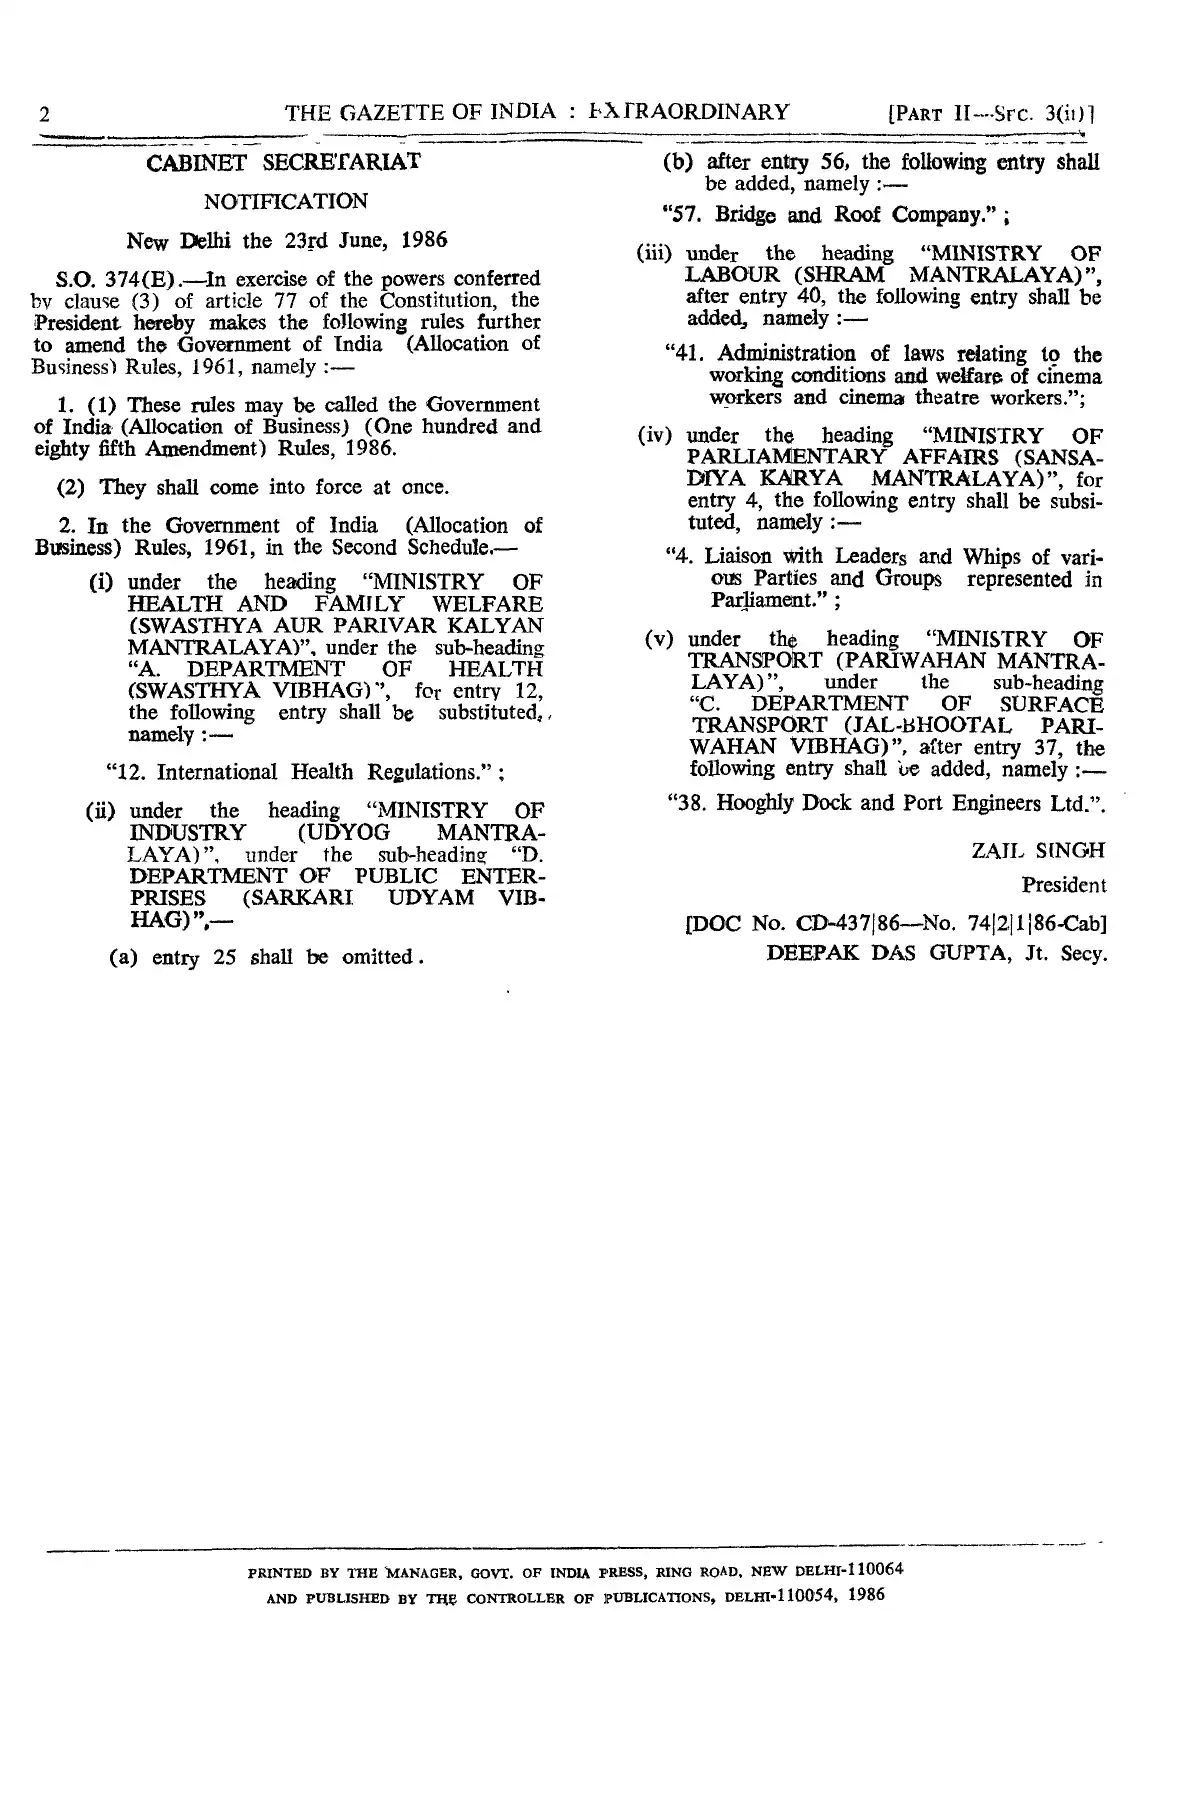 2 THE GAZETTE OF INDIA : EXTRAORDINARY [PART II—SEC. 3(ii)]
CABINET SECRETARIAT
NOTIFICATION
New Delhi the 23rd June, 1986
S.O. 374(E).—In exercise of the powers conferred
by clause (3) of article 77 of the Constitution, the
President hereby makes the following rules further
to amend the Government of India (Allocation of
Business) Rules, 1961, namely :—
1. (1) These rules may be called the Government
of India (Allocation of Business) (One hundred and
eighty fifth Amendment) Rules, 1986.
(2) They shall come into force at once.
2. In the Government of India (Allocation of
Business) Rules, 1961, in the Second Schedule,—
(i) under the heading “MINISTRY OF
HEALTH AND FAMILY WELFARE
(SWASTHYA AUR PARIVAR KALYAN
MANTRALAYA)”, under the sub-heading
“A. DEPARTMENT OF HEALTH
(SWASTHYA VIBHAG)”, for entry 12,
the following entry shall be substituted,
namely :—
“12. International Health Regulations.” ;
(ii) under the heading “MINISTRY OF
INDUSTRY (UDYOG MANTRA-
LAYA)”, under the sub-heading “D.
DEPARTMENT OF PUBLIC ENTER-
PRISES (SARKARI UDYAM VIB-
HAG)”,—
(a) entry 25 shall be omitted.
(b) after entry 56, the following entry shall
be added, namely :—
“57. Bridge and Roof Company.” ;
(iii) under the heading “MINISTRY OF
LABOUR (SHRAM MANTRALAYA)”,
after entry 40, the following entry shall be
added, namely :—
“41. Administration of laws relating to the
working conditions and welfare of cinema
workers and cinema theatre workers.”;
(iv) under the heading “MINISTRY OF
PARLIAMENTARY AFFAIRS (SANSA-
DIYA KARYA MANTRALAYA)”, for
entry 4, the following entry shall be subsi-
tuted, namely :—
“4. Liaison with Leaders and Whips of vari-
ous Parties and Groups represented in
Parliament.” ;
(v) under the heading “MINISTRY OF
TRANSPORT (PARIWAHAN MANTRA-
LAYA)”, under the sub-heading
“C. DEPARTMENT OF SURFACE
TRANSPORT (JAL-BHOOTAL PARI-
WAHAN VIBHAG)”, after entry 37, the
following entry shall be added, namely :—
“38. Hooghly Dock and Port Engineers Ltd.”.
ZAIL SINGH
President
[DOC No. CD-437|86—No. 74|2|1|86-Cab]
DEEPAK DAS GUPTA, Jt. Secy.
PRINTED BY THE MANAGER, GOVT. OF INDIA PRESS, RING ROAD, NEW DELHI-110064
AND PUBLISHED BY THE CONTROLLER OF PUBLICATIONS, DELHI-110054, 1986